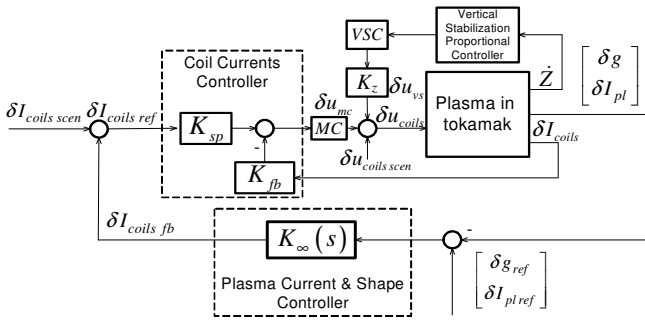 Vertical
Stabilization
Proportional
Controller
VSC
Coil Currents
Controller
K_z
δu_vs
Ż
[δg
δI_pl]
δI_coils scen
δI_coils ref
K_sp
-
δu_mc
MC
δu_coils
δu_coils scen
Plasma in
tokamak
δI_coils
K_fb
δI_coils fb
K_∞(s)
-
Plasma Current & Shape
Controller
[δg_ref
δI_pl ref]